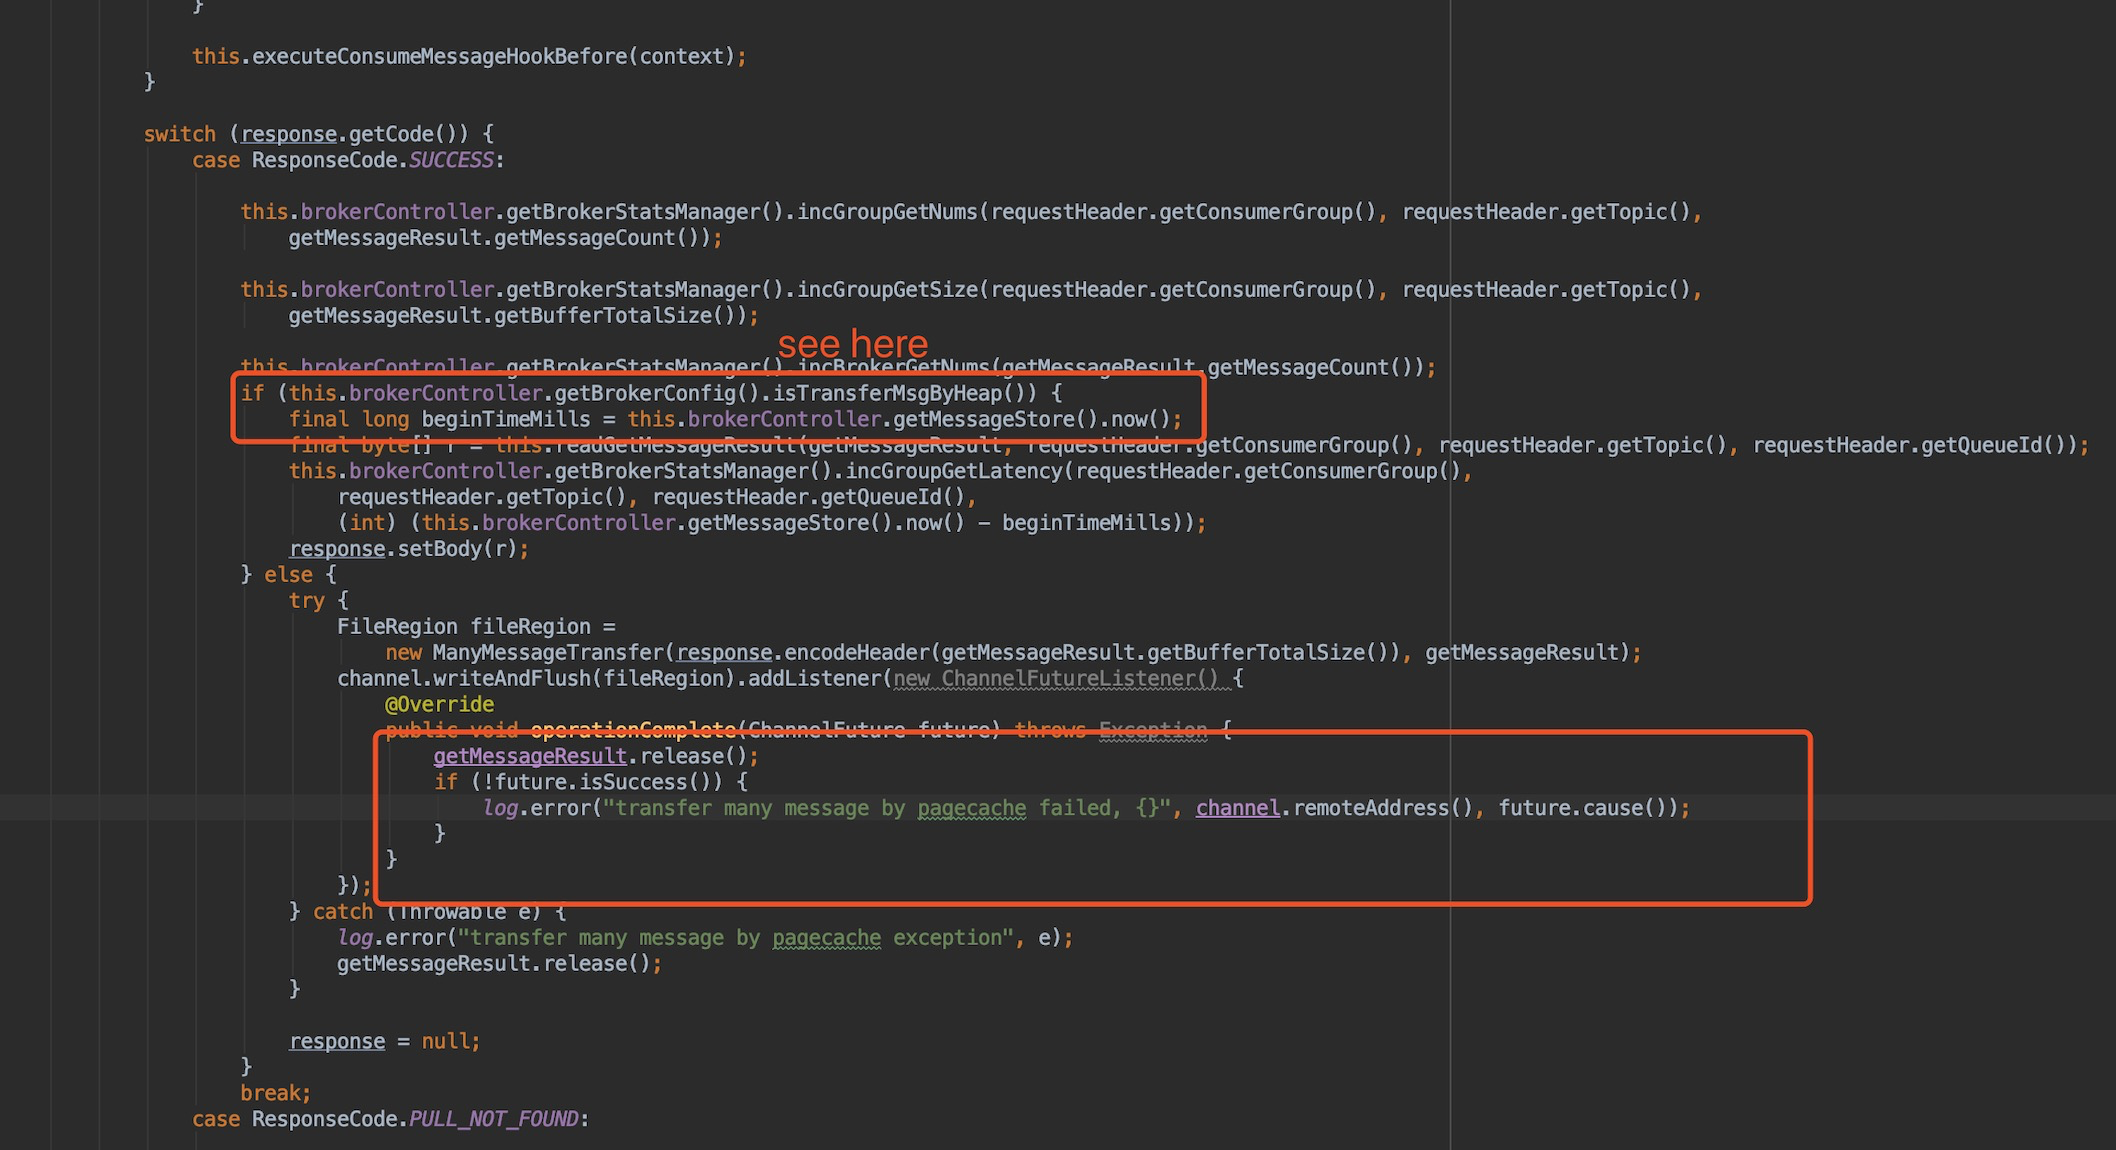 }
this.executeConsumeMessageHookBefore(context);
}
switch (response.getCode()) {
case ResponseCode.SUCCESS:
this.brokerController.getBrokerStatsManager().incGroupGetNums(requestHeader.getConsumerGroup(), requestHeader.getTopic(),
getMessageResult.getMessageCount());
this.brokerController.getBrokerStatsManager().incGroupGetSize(requestHeader.getConsumerGroup(), requestHeader.getTopic(),
getMessageResult.getBufferTotalSize());
see here
this.brokerController.getBrokerStatsManager().incBrokerGetNums(getMessageResult.getMessageCount());
if (this.brokerController.getBrokerConfig().isTransferMsgByHeap()) {
final long beginTimeMills = this.brokerController.getMessageStore().now();
final byte[] r = this.readGetMessageResult(getMessageResult, requestHeader.getConsumerGroup(), requestHeader.getTopic(), requestHeader.getQueueId());
this.brokerController.getBrokerStatsManager().incGroupGetLatency(requestHeader.getConsumerGroup(),
requestHeader.getTopic(), requestHeader.getQueueId(),
(int) (this.brokerController.getMessageStore().now() - beginTimeMills));
response.setBody(r);
} else {
try {
FileRegion fileRegion =
new ManyMessageTransfer(response.encodeHeader(getMessageResult.getBufferTotalSize()), getMessageResult);
channel.writeAndFlush(fileRegion).addListener(new ChannelFutureListener() {
@Override
public void operationComplete(ChannelFuture future) throws Exception {
getMessageResult.release();
if (!future.isSuccess()) {
log.error("transfer many message by pagecache failed, {}", channel.remoteAddress(), future.cause());
}
}
});
} catch (Throwable e) {
log.error("transfer many message by pagecache exception", e);
getMessageResult.release();
}
response = null;
}
break;
case ResponseCode.PULL_NOT_FOUND: